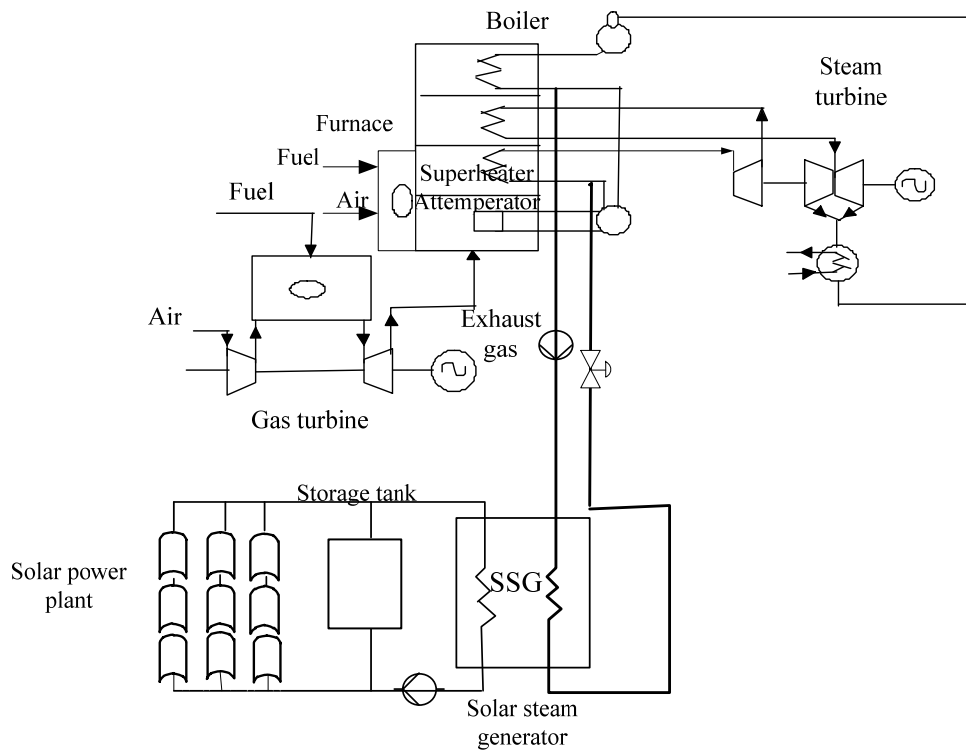 Boiler
Steam
turbine
Furnace
Fuel
Superheater
Fuel
Air
Attemperator
Air
Exhaust
gas
Gas turbine
Storage tank
Solar power
plant
SSG
Solar steam
generator